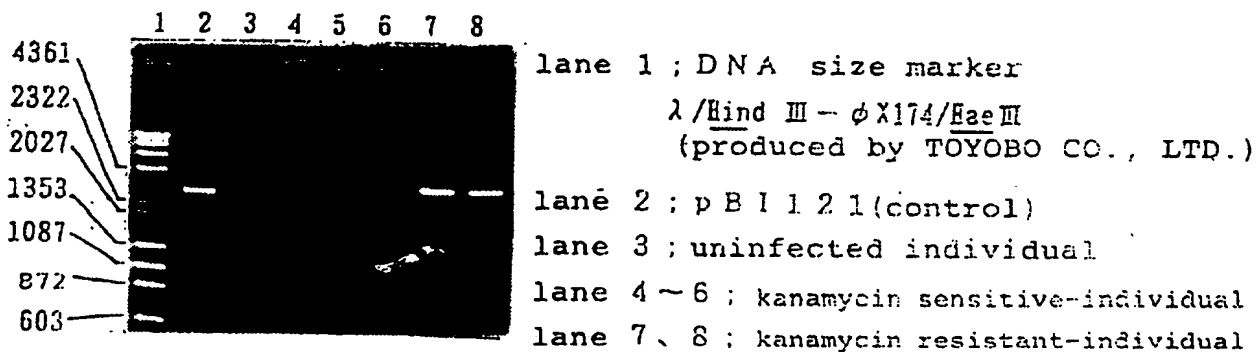 1 2 3 4 5 6 7 8
4361
2322
2027
1353
1087
872
603
lane 1 ; DNA size marker
λ/Hind Ⅲ − φX174/Hae Ⅲ
(produced by TOYOBO CO., LTD.)
lane 2 ; pBI121(control)
lane 3 ; uninfected individual
lane 4~6 ; kanamycin sensitive-individual
lane 7、8 ; kanamycin resistant-individual